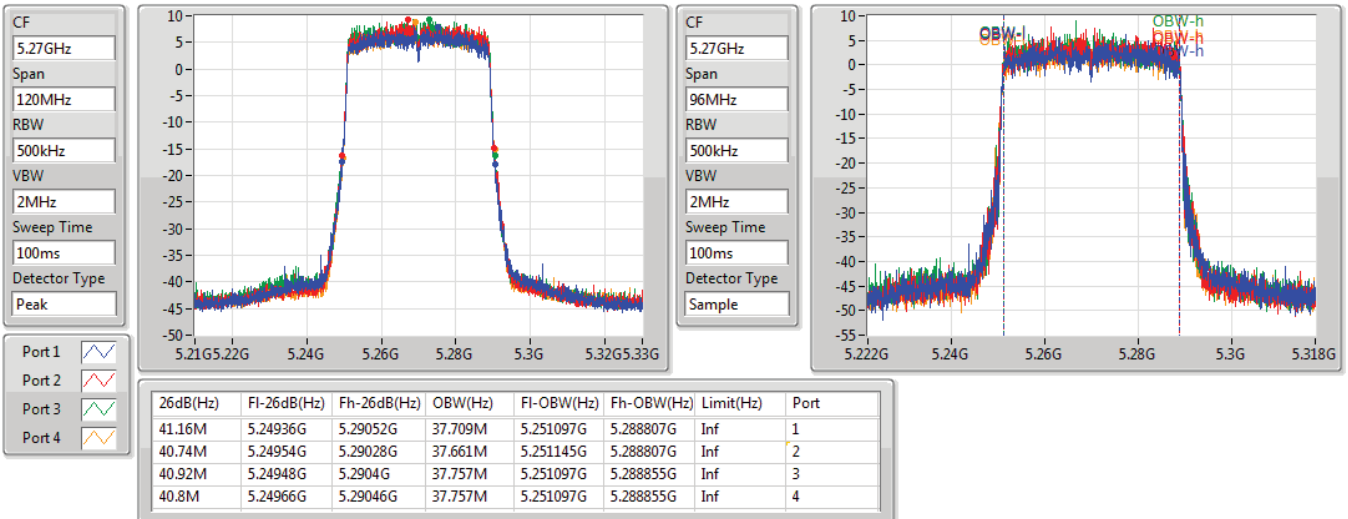 CF
5.27GHz
Span
120MHz
RBW
500kHz
VBW
2MHz
Sweep Time
100ms
Detector Type
Peak
10
5
0
-5
-10
-15
-20
-25
-30
-35
-40
-45
-50
5.21G 5.22G 5.24G 5.26G 5.28G 5.3G 5.32G 5.33G
CF
5.27GHz
Span
96MHz
RBW
500kHz
VBW
2MHz
Sweep Time
100ms
Detector Type
Sample
10
5
0
-5
-10
-15
-20
-25
-30
-35
-40
-45
-50
-55
OBW-l
OBW-h
OBW-h
OBW-h
5.222G 5.24G 5.26G 5.28G 5.3G 5.318G
Port 1
Port 2
Port 3
Port 4
26dB(Hz) Fl-26dB(Hz) Fh-26dB(Hz) OBW(Hz) Fl-OBW(Hz) Fh-OBW(Hz) Limit(Hz) Port
41.16M 5.24936G 5.29052G 37.709M 5.251097G 5.288807G Inf 1
40.74M 5.24954G 5.29028G 37.661M 5.251145G 5.288807G Inf 2
40.92M 5.24948G 5.2904G 37.757M 5.251097G 5.288855G Inf 3
40.8M 5.24966G 5.29046G 37.757M 5.251097G 5.288855G Inf 4